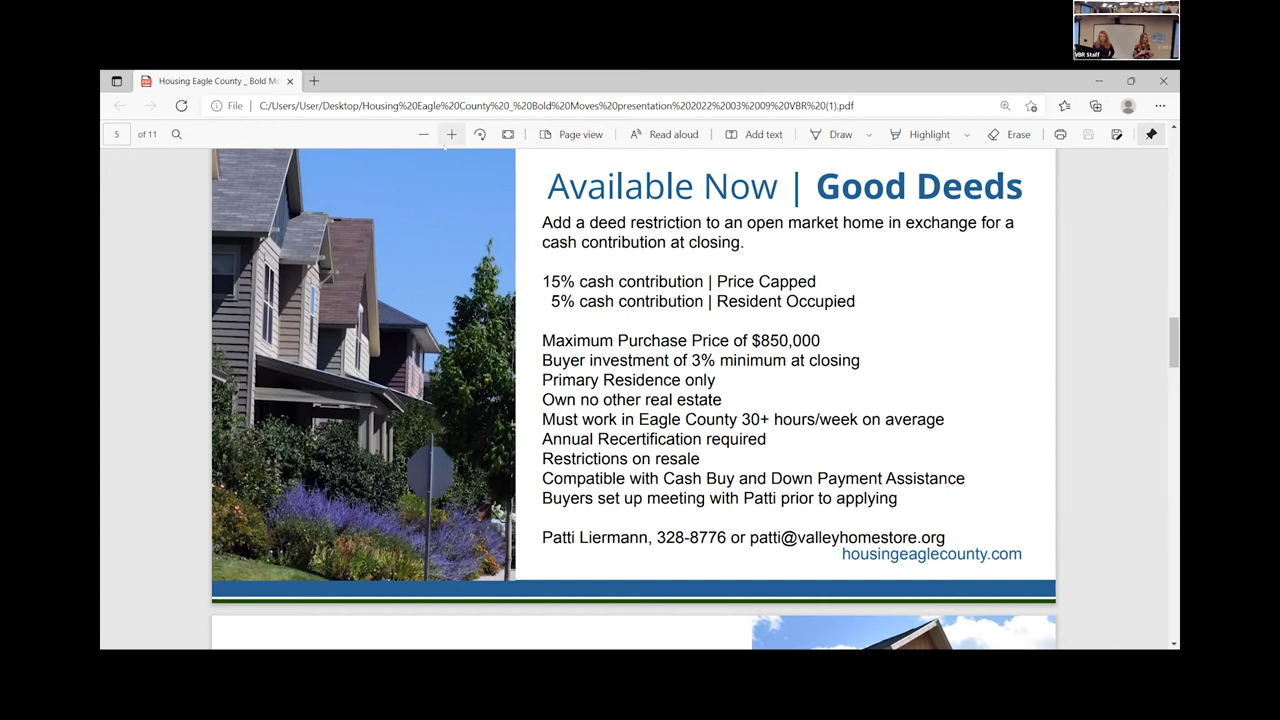 VBR Staff
Housing Eagle County _ Bold Mo
File
C:/Users/User/Desktop/Housing%20Eagle%20County%20_%20Bold%20Moves%20presentation%202022%2003%2009%20VBR%20(1).pdf
5 of 11
Page view
Read aloud
Add text
Draw
Highlight
Erase
Available Now | Good Deeds
Add a deed restriction to an open market home in exchange for a
cash contribution at closing.
15% cash contribution | Price Capped
5% cash contribution | Resident Occupied
Maximum Purchase Price of $850,000
Buyer investment of 3% minimum at closing
Primary Residence only
Own no other real estate
Must work in Eagle County 30+ hours/week on average
Annual Recertification required
Restrictions on resale
Compatible with Cash Buy and Down Payment Assistance
Buyers set up meeting with Patti prior to applying
Patti Liermann, 328-8776 or patti@valleyhomestore.org
housingeaglecounty.com